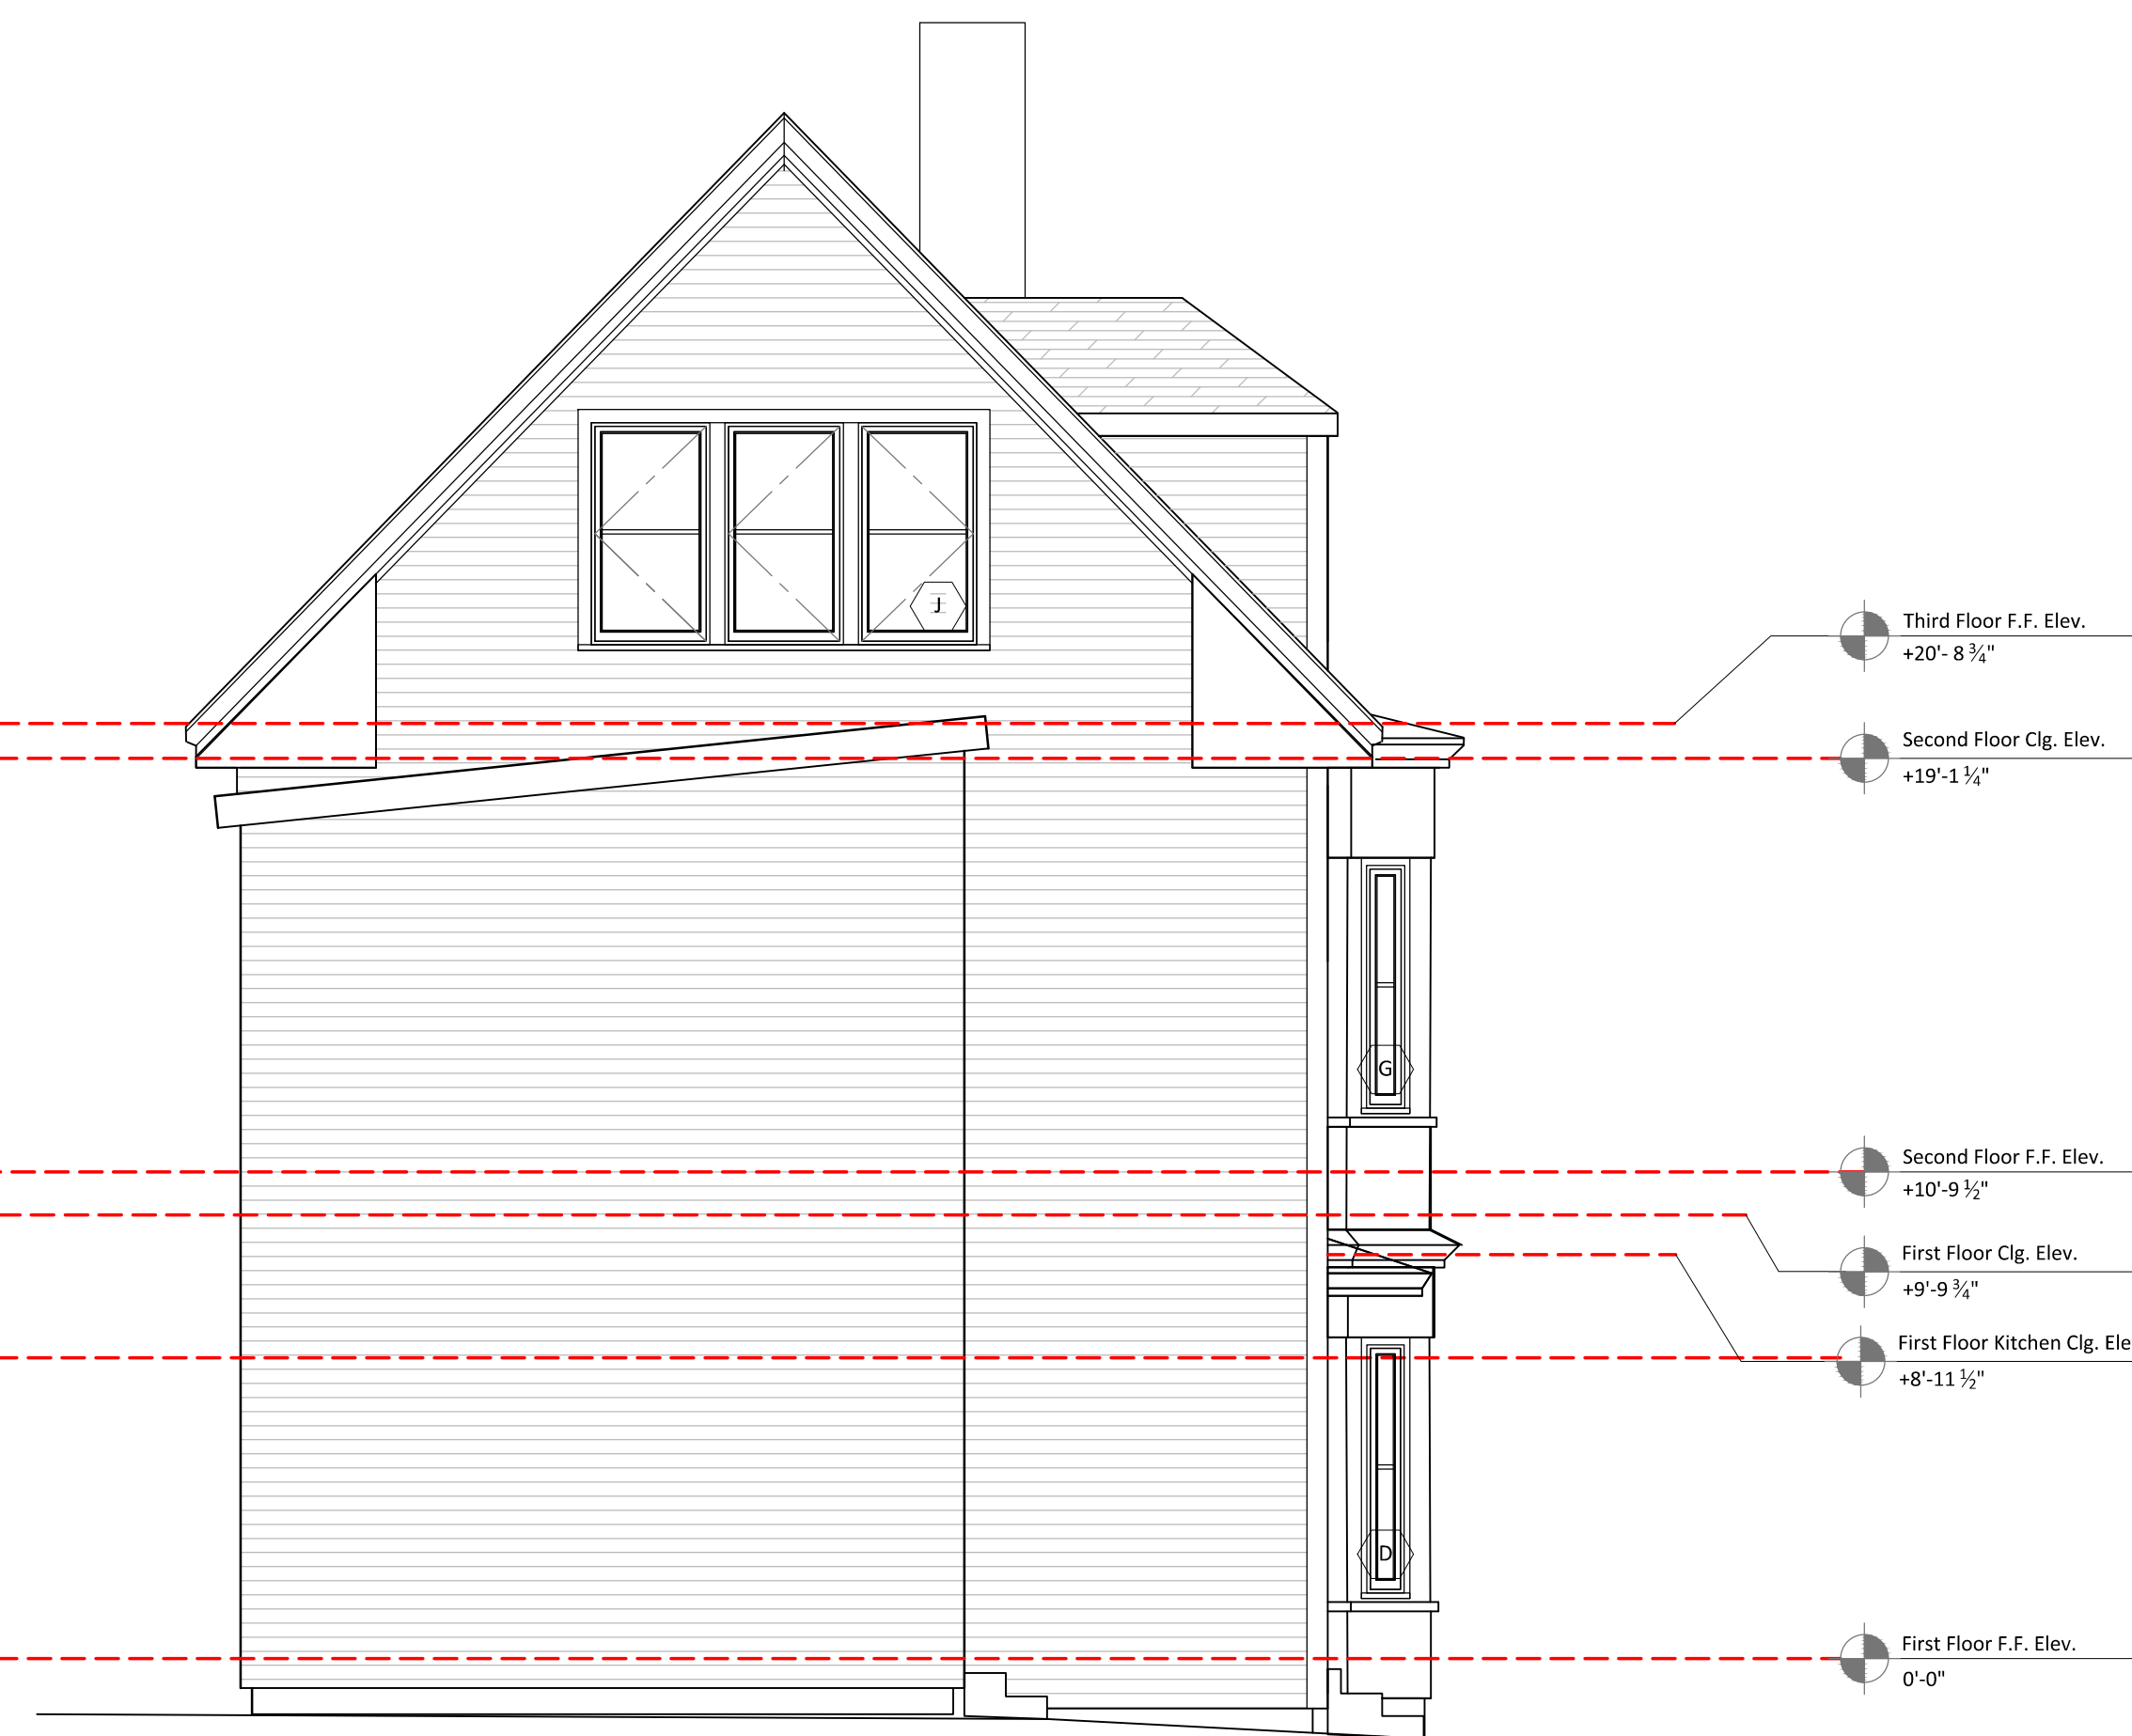 J
Third Floor F.F. Elev.
+20'- 8 ¾"
Second Floor Clg. Elev.
+19'-1 ¼"
G
Second Floor F.F. Elev.
+10'-9 ½"
First Floor Clg. Elev.
+9'-9 ¾"
First Floor Kitchen Clg. Ele
+8'-11 ½"
D
First Floor F.F. Elev.
0'-0"